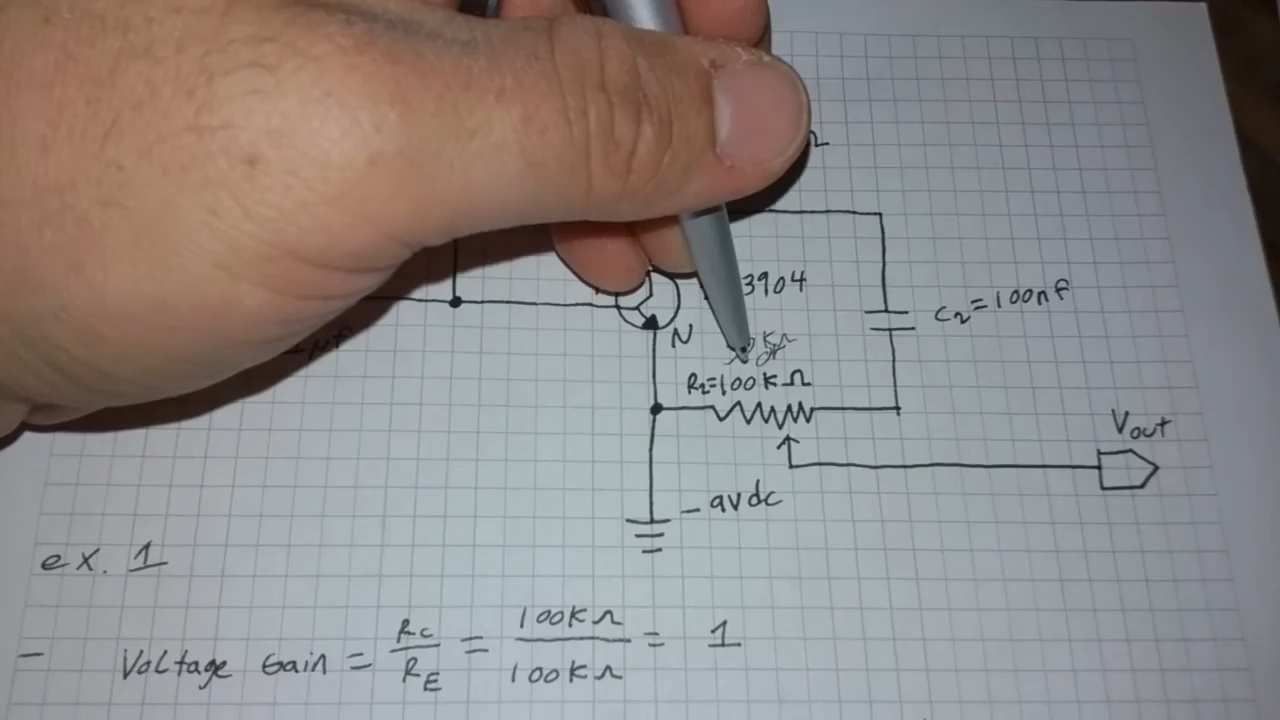 3904
C2=100nF
N
R2=100KΩ
Vout
- 9vdc
ex. 1
- Voltage Gain = RC/RE = 100KΩ/100KΩ = 1